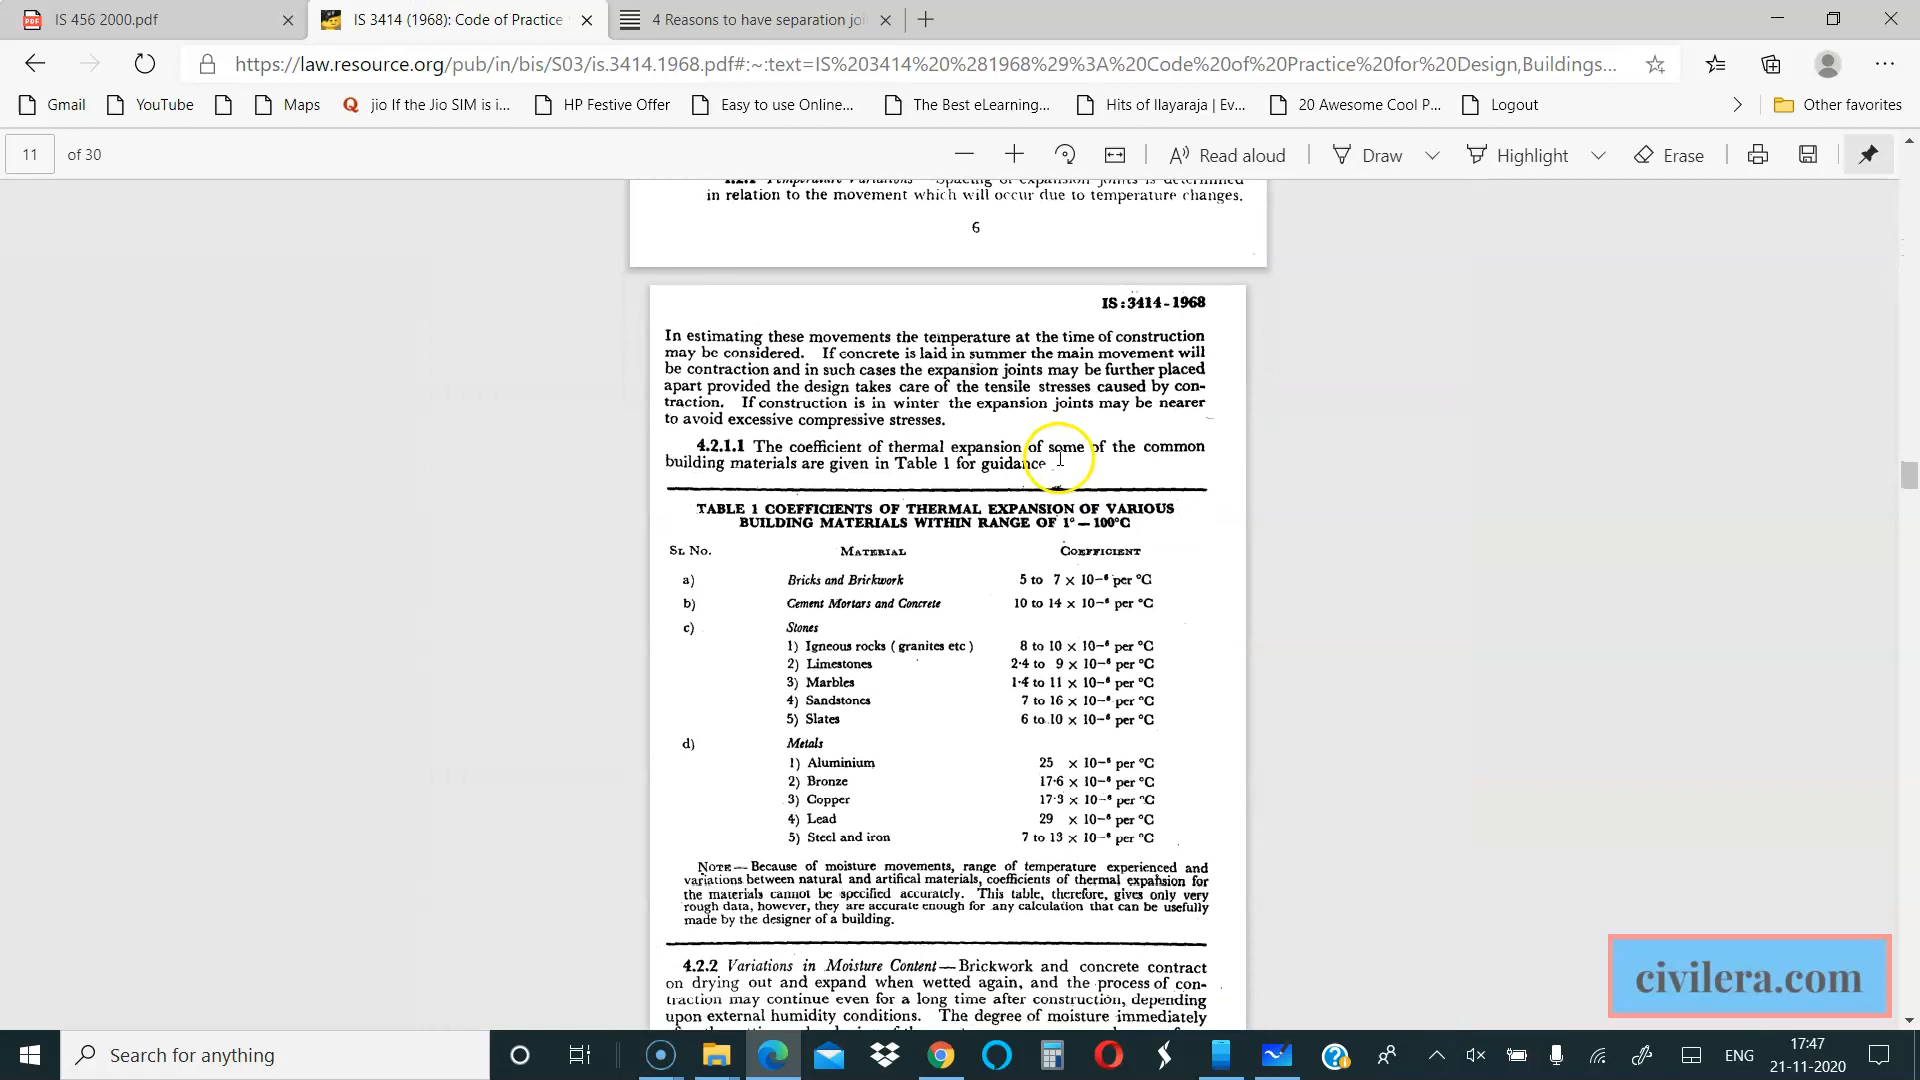 IS 456 2000.pdf
IS 3414 (1968): Code of Practice
4 Reasons to have separation joi
https://law.resource.org/pub/in/bis/S03/is.3414.1968.pdf#:~:text=IS%203414%20%281968%29%3A%20Code%20of%20Practice%20for%20Design,Buildings...
Gmail
YouTube
Maps
jio If the Jio SIM is i...
HP Festive Offer
Easy to use Online...
The Best eLearning...
Hits of Ilayaraja | Ev...
20 Awesome Cool P...
Logout
Other favorites
11 of 30
Read aloud
Draw
Highlight
Erase
in relation to the movement which will occur due to temperature changes.
6
IS:3414-1968
In estimating these movements the temperature at the time of construction
may be considered. If concrete is laid in summer the main movement will
be contraction and in such cases the expansion joints may be further placed
apart provided the design takes care of the tensile stresses caused by con-
traction. If construction is in winter the expansion joints may be nearer
to avoid excessive compressive stresses.
4.2.1.1 The coefficient of thermal expansion of some of the common
building materials are given in Table 1 for guidance
TABLE 1 COEFFICIENTS OF THERMAL EXPANSION OF VARIOUS
BUILDING MATERIALS WITHIN RANGE OF 1° — 100°C
SL NO. MATERIAL COEFFICIENT
a) Bricks and Brickwork 5 to 7 × 10–⁶ per °C
b) Cement Mortars and Concrete 10 to 14 × 10–⁶ per °C
c) Stones
1) Igneous rocks ( granites etc ) 8 to 10 × 10–⁶ per °C
2) Limestones 2·4 to 9 × 10–⁶ per °C
3) Marbles 1·4 to 11 × 10–⁶ per °C
4) Sandstones 7 to 16 × 10–⁶ per °C
5) Slates 6 to 10 × 10–⁶ per °C
d) Metals
1) Aluminium 25 × 10–⁶ per °C
2) Bronze 17·6 × 10–⁶ per °C
3) Copper 17·3 × 10–⁶ per °C
4) Lead 29 × 10–⁶ per °C
5) Steel and iron 7 to 13 × 10–⁶ per °C
NOTE — Because of moisture movements, range of temperature experienced and
variations between natural and artifical materials, coefficients of thermal expansion for
the materials cannot be specified accurately. This table, therefore, gives only very
rough data, however, they are accurate enough for any calculation that can be usefully
made by the designer of a building.
4.2.2 Variations in Moisture Content — Brickwork and concrete contract
on drying out and expand when wetted again, and the process of con-
traction may continue even for a long time after construction, depending
upon external humidity conditions. The degree of moisture immediately
civilera.com
Search for anything
ENG
17:47
21-11-2020